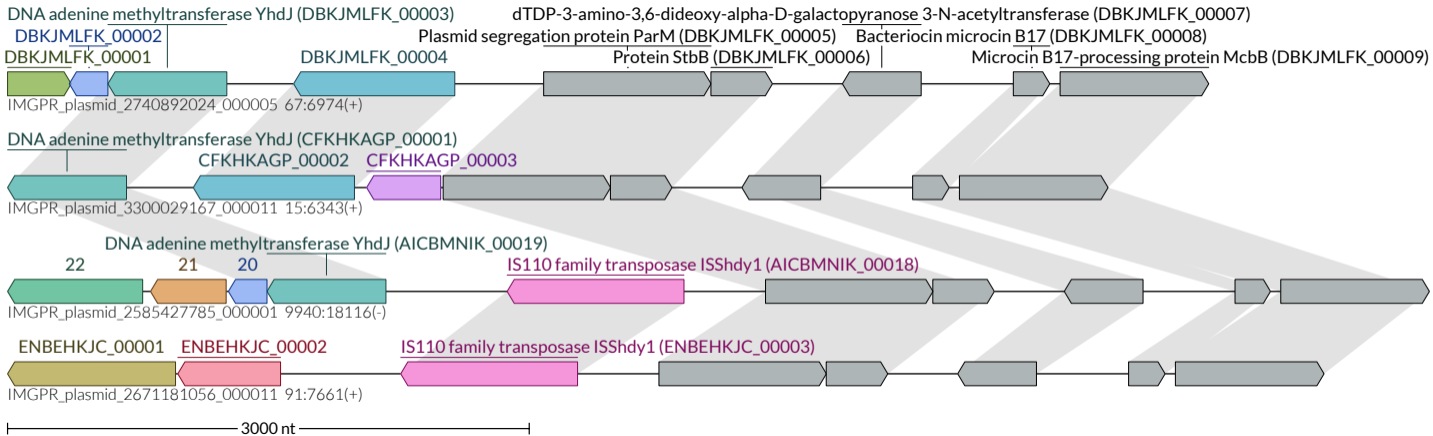 DNA adenine methyltransferase YhdJ (DBKJMLFK_00003)
dTDP-3-amino-3,6-dideoxy-alpha-D-galactopyranose 3-N-acetyltransferase (DBKJMLFK_00007)
DBKJMLFK_00002
Plasmid segregation protein ParM (DBKJMLFK_00005)
Bacteriocin microcin B17 (DBKJMLFK_00008)
DBKJMLFK_00001
DBKJMLFK_00004
Protein StbB (DBKJMLFK_00006)
Microcin B17-processing protein McbB (DBKJMLFK_00009)
IMGPR_plasmid_2740892024_000005 67:6974(+)
DNA adenine methyltransferase YhdJ (CFKHKAGP_00001)
CFKHKAGP_00002
CFKHKAGP_00003
IMGPR_plasmid_3300029167_000011 15:6343(+)
DNA adenine methyltransferase YhdJ (AICBMNIK_00019)
22
21
20
IS110 family transposase ISShdy1 (AICBMNIK_00018)
IMGPR_plasmid_2585427785_000001 9940:18116(-)
ENBEHKJC_00001
ENBEHKJC_00002
IS110 family transposase ISShdy1 (ENBEHKJC_00003)
IMGPR_plasmid_2671181056_000011 91:7661(+)
3000 nt